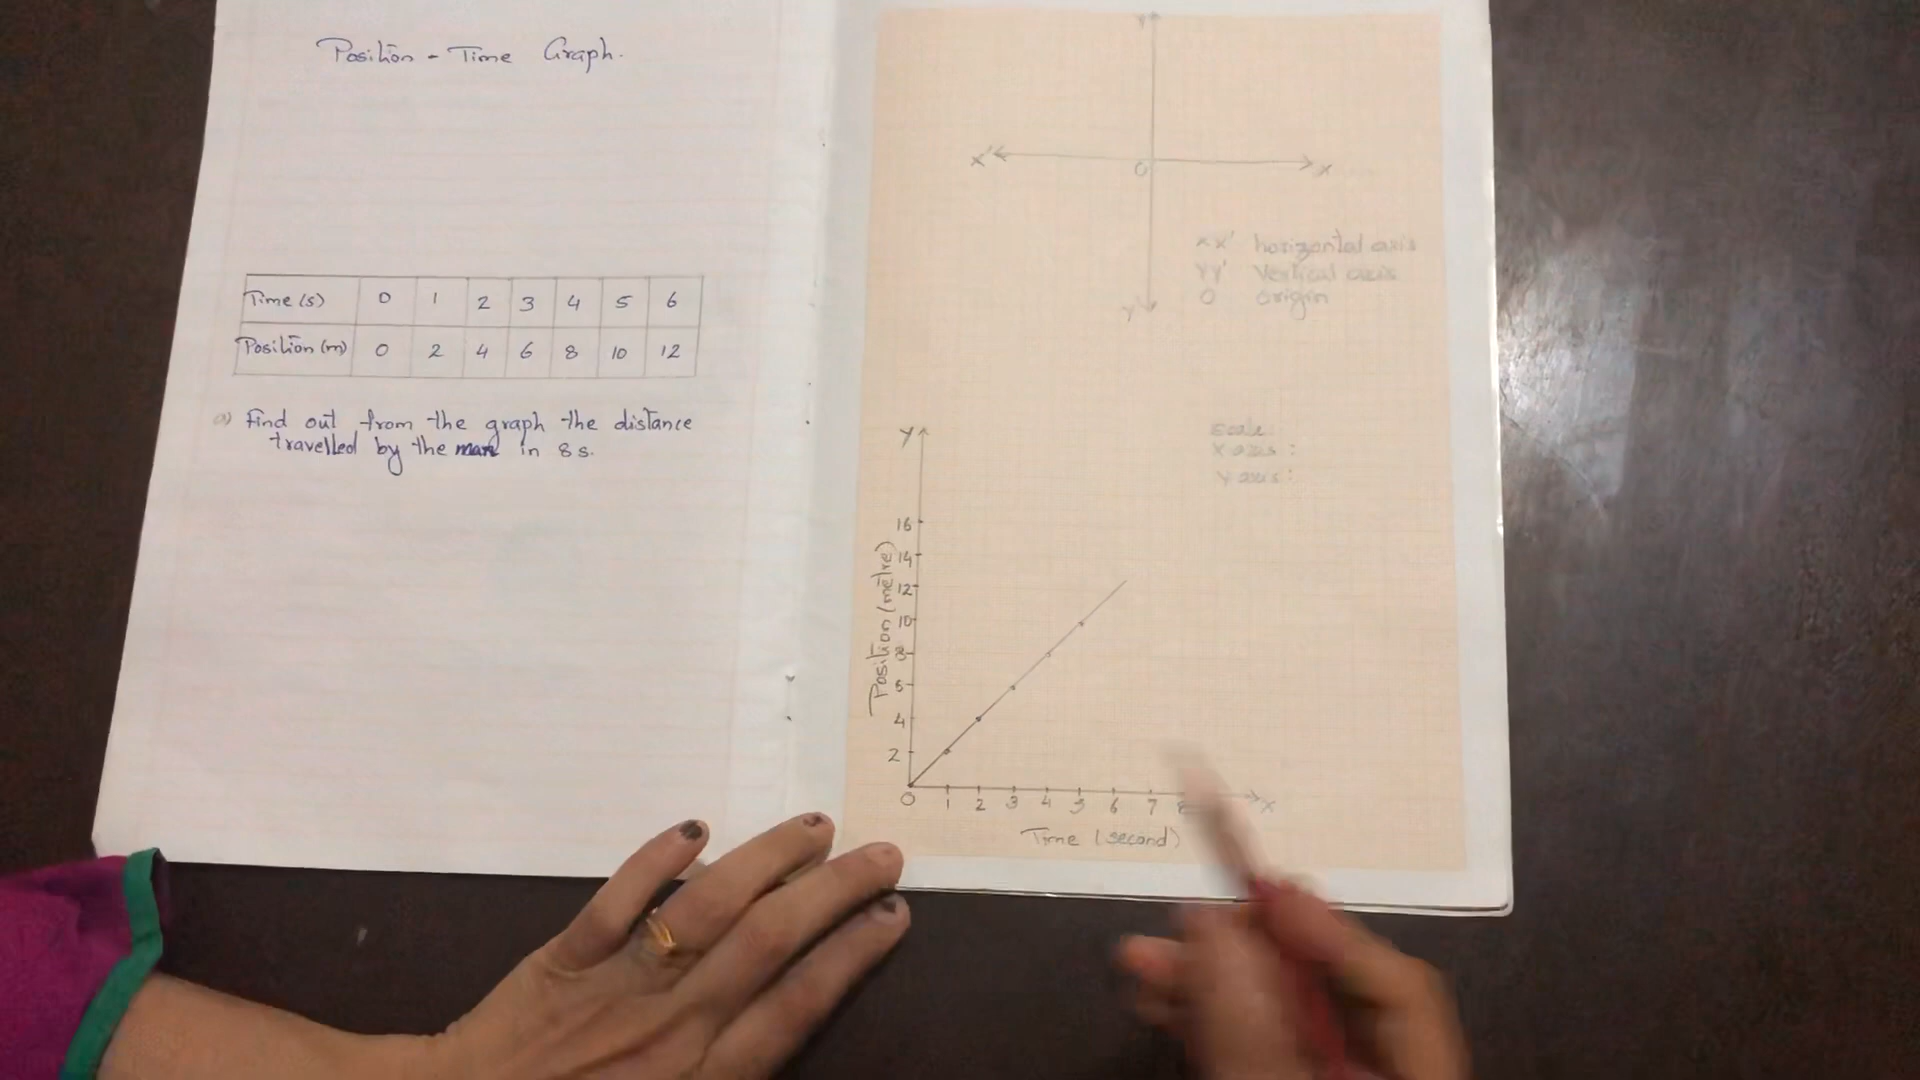 Position - Time Graph.
Time (s) 0 1 2 3 4 5 6
Position (m) 0 2 4 6 8 10 12
a) Find out from the graph the distance
travelled by the man in 8 s.
Y
X' O X
Y'
XX' horizontal axis
YY' Vertical axis
O origin
Scale
X axis :
Y axis :
Y
16
14
12
10
8
6
4
2
Position (metre)
0 1 2 3 4 5 6 7 8 X
Time (second)